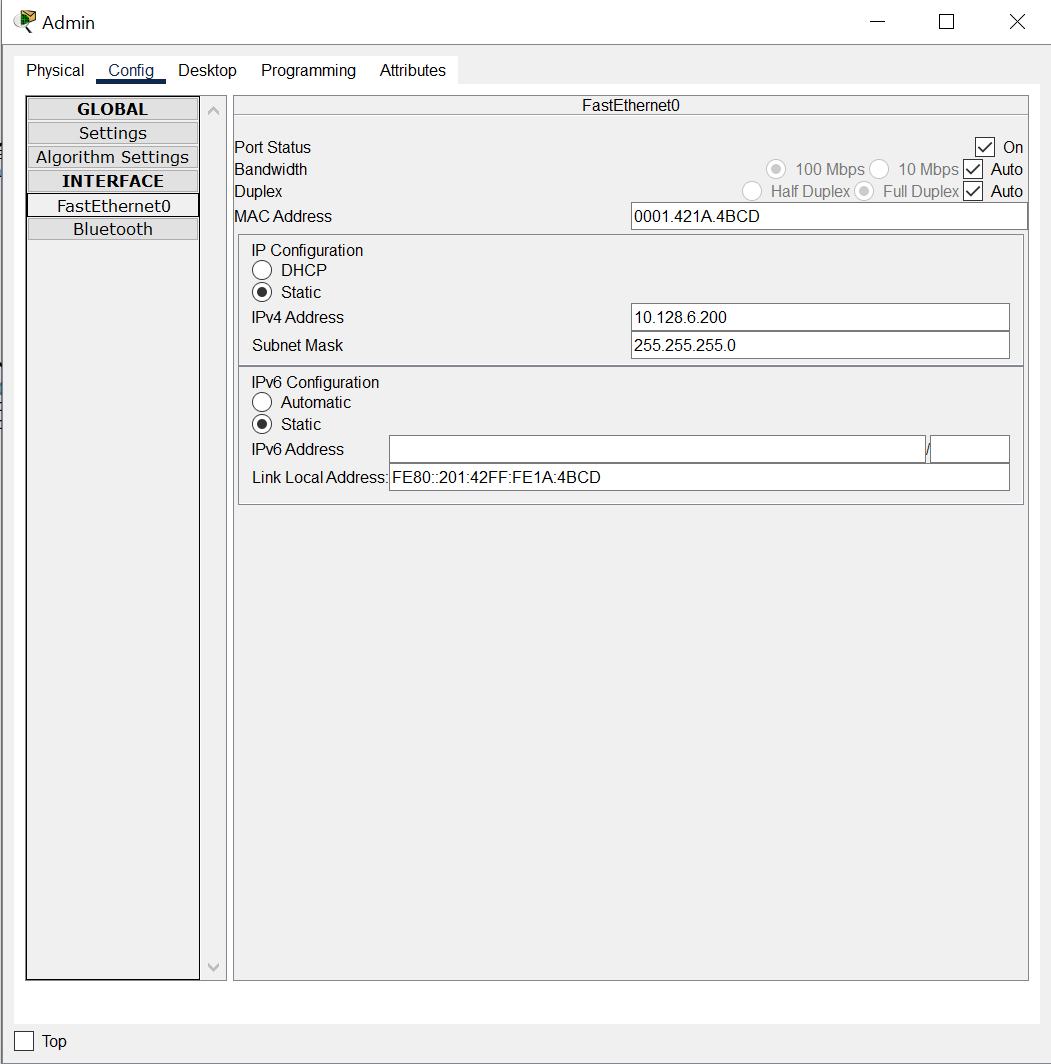 Admin
Physical Config Desktop Programming Attributes
GLOBAL
Settings
Algorithm Settings
INTERFACE
FastEthernet0
Bluetooth
FastEthernet0
Port Status On
Bandwidth 100 Mbps 10 Mbps Auto
Duplex Half Duplex Full Duplex Auto
MAC Address 0001.421A.4BCD
IP Configuration
DHCP
Static
IPv4 Address 10.128.6.200
Subnet Mask 255.255.255.0
IPv6 Configuration
Automatic
Static
IPv6 Address /
Link Local Address: FE80::201:42FF:FE1A:4BCD
Top